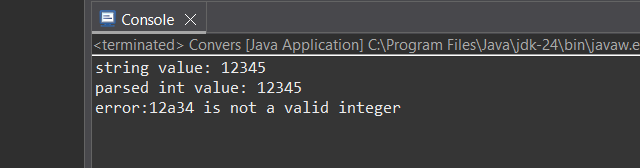 Console
<terminated> Convers [Java Application] C:\Program Files\Java\jdk-24\bin\javaw.e
string value: 12345
parsed int value: 12345
error:12a34 is not a valid integer